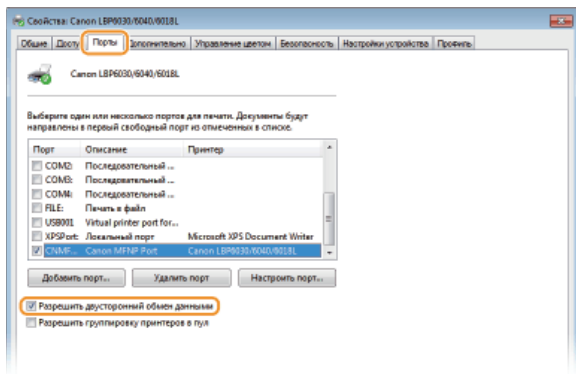 Свойства: Canon LBP6030/6040/6018L
Общие Досту Порты Дополнительно Управление цветом Безопасность Настройки устройства Профиль
Canon LBP6030/6040/6018L
Выберите один или несколько портов для печати. Документы будут
направлены в первый свободный порт из отмеченных в списке.
Порт Описание Принтер
COM2: Последовательный ...
COM3: Последовательный ...
COM4: Последовательный ...
FILE: Печать в файл
USB001 Virtual printer port for...
XPSPort: Локальный порт Microsoft XPS Document Writer
CNMF... Canon MFNP Port Canon LBP6030/6040/6018L
Добавить порт... Удалить порт Настроить порт...
Разрешить двусторонний обмен данными
Разрешить группировку принтеров в пул